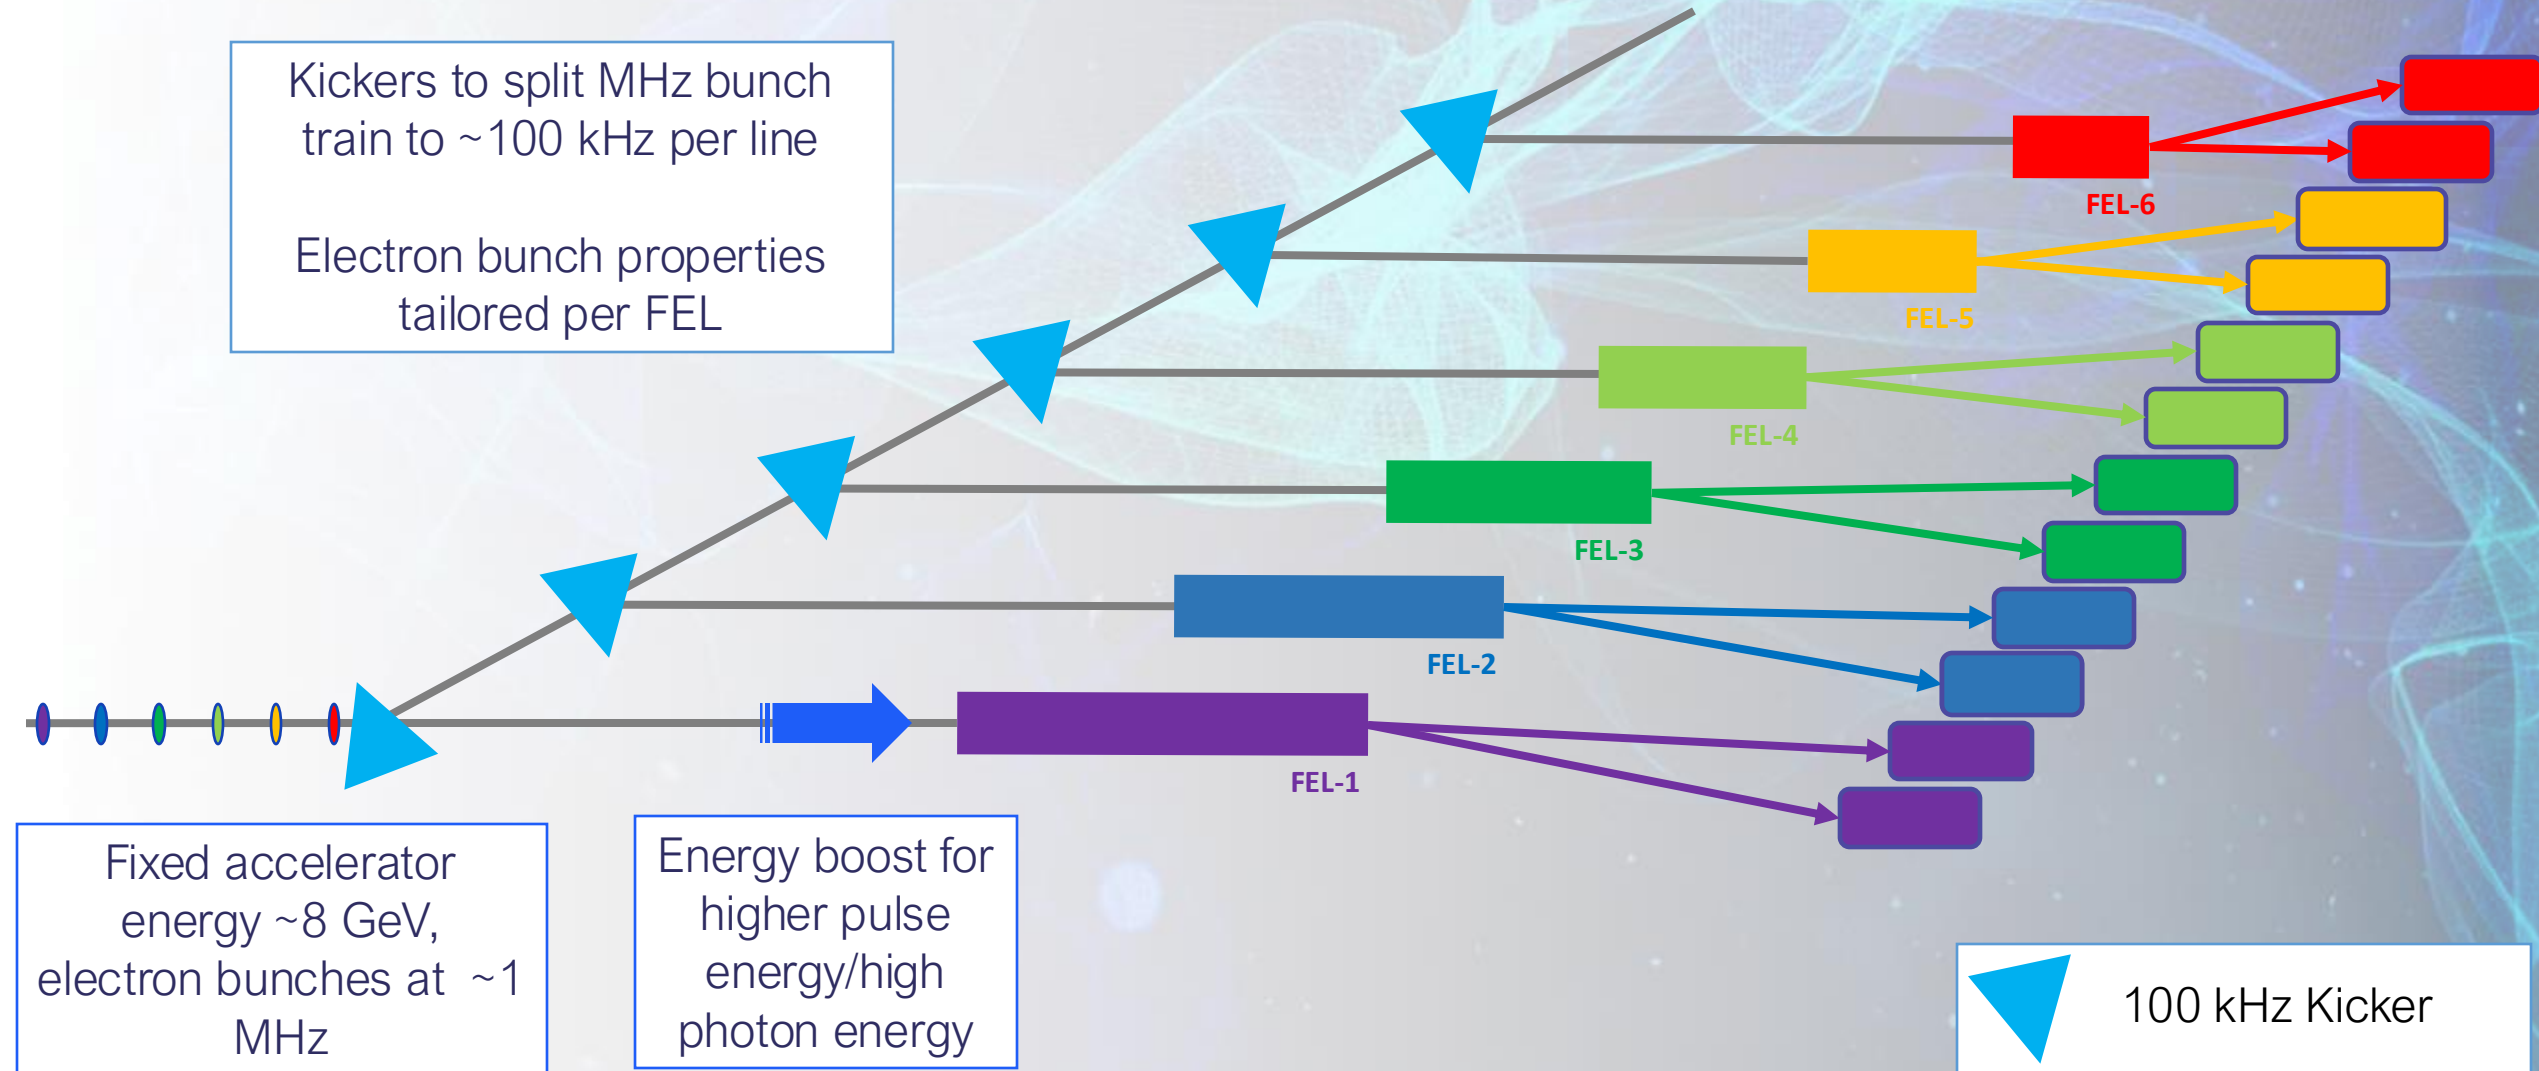 Kickers to split MHz bunch
train to ~100 kHz per line
Electron bunch properties
tailored per FEL
FEL-6
FEL-5
FEL-4
FEL-3
FEL-2
FEL-1
Fixed accelerator
energy ~8 GeV,
electron bunches at ~1
MHz
Energy boost for
higher pulse
energy/high
photon energy
100 kHz Kicker